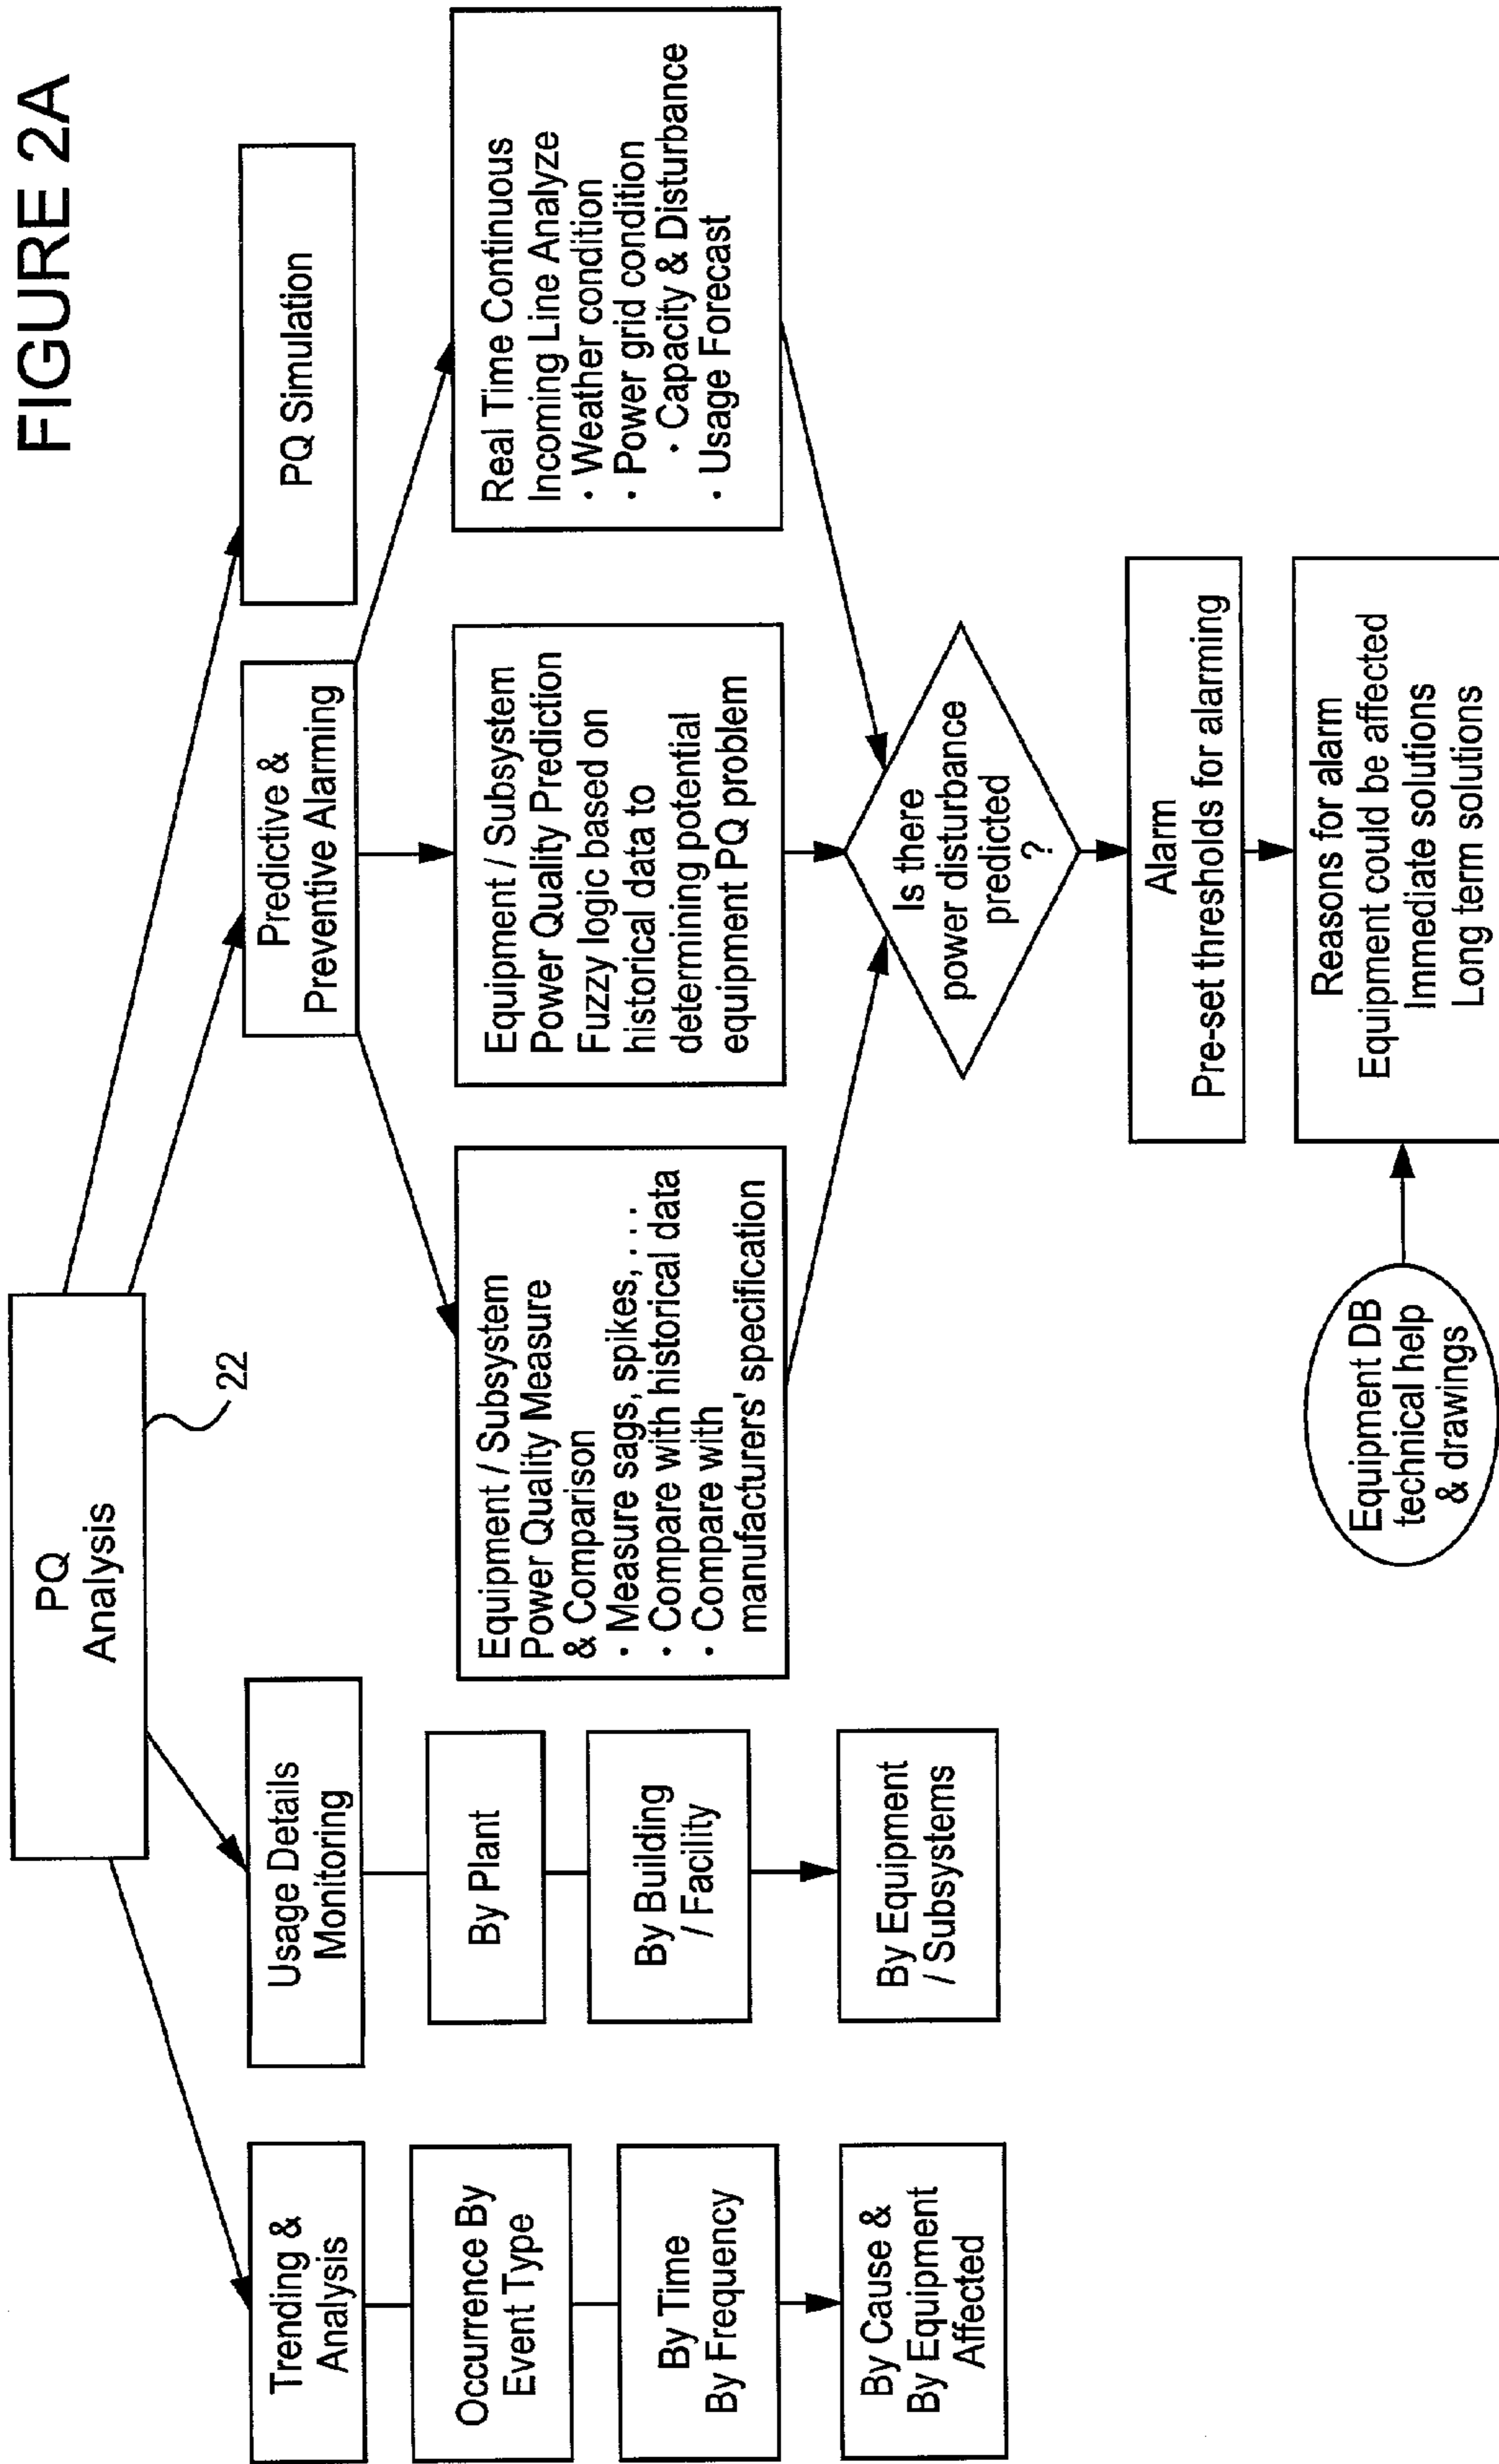 FIGURE 2A
PQ
Analysis
22
Trending &
Analysis
Occurrence By
Event Type
By Time
By Frequency
By Cause &
By Equipment
Affected
Usage Details
Monitoring
By Plant
By Building
/ Facility
By Equipment
/ Subsystems
Predictive &
Preventive Alarming
PQ Simulation
Equipment / Subsystem
Power Quality Measure
& Comparison
· Measure sags, spikes, . . .
· Compare with historical data
· Compare with
manufacturers' specification
Equipment / Subsystem
Power Quality Prediction
Fuzzy logic based on
historical data to
determining potential
equipment PQ problem
Real Time Continuous
Incoming Line Analyze
· Weather condition
· Power grid condition
· Capacity & Disturbance
· Usage Forecast
Is there
power disturbance
predicted
?
Alarm
Pre-set thresholds for alarming
Reasons for alarm
Equipment could be affected
Immediate solutions
Long term solutions
Equipment DB
technical help
& drawings